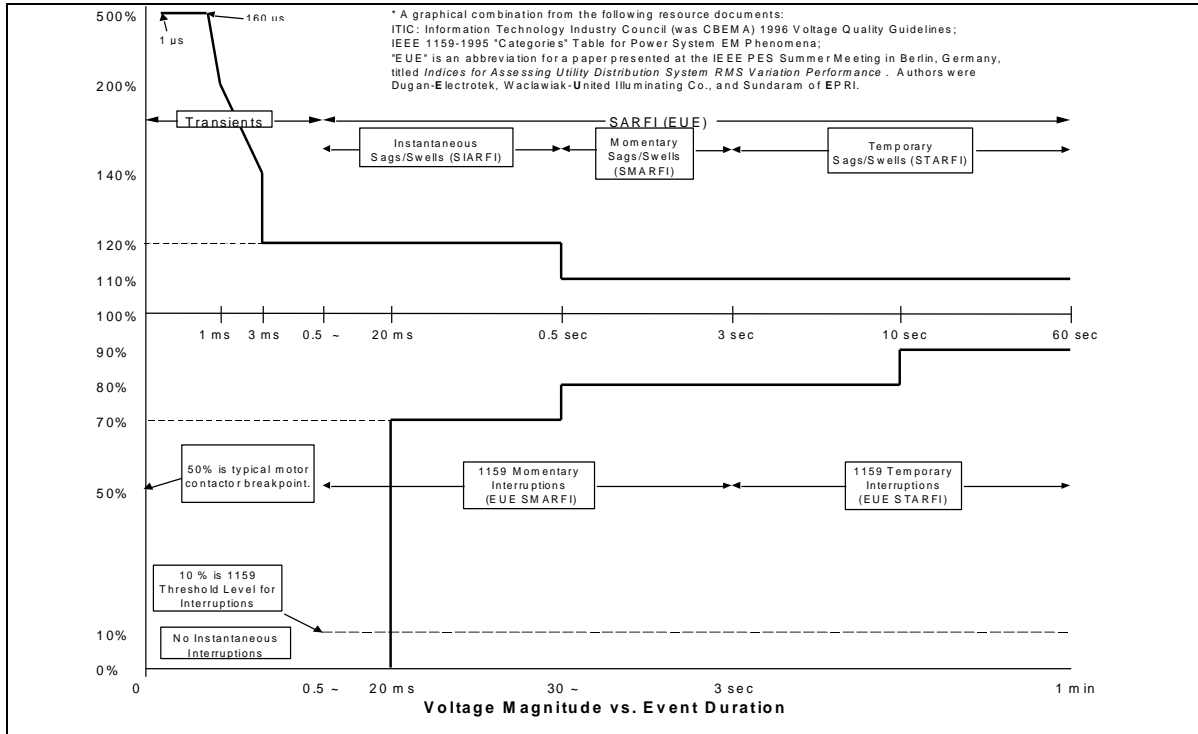 500%
160 us
1 µs
* A graphical combination from the following resource documents:
ITIC: Information Technology Industry Council (was CBEMA) 1996 Voltage Quality Guidelines;
IEEE 1159-1995 "Categories" Table for Power System EM Phenomena;
"EUE" is an abbreviation for a paper presented at the IEEE PES Summer Meeting in Berlin, Germany,
titled Indices for Assessing Utility Distribution System RMS Variation Performance . Authors were
Dugan-Electrotek, Waclawiak-United Illuminating Co., and Sundaram of EPRI.
200%
Transients
SARFI (EUE)
Instantaneous
Sags/Swells (SIARFI)
Momentary
Sags/Swells
(SMARFI)
Temporary
Sags/Swells (STARFI)
140%
120%
110%
100%
1 ms
3 ms
0.5 ~
20 ms
0.5 sec
3 sec
10 sec
60 sec
90%
80%
70%
50% is typical motor
contactor breakpoint.
50%
1159 Momentary
Interruptions
(EUE SMARFI)
1159 Temporary
Interruptions
(EUE STARFI)
10 % is 1159
Threshold Level for
Interruptions
10%
No Instantaneous
Interruptions
0%
0
0.5 ~
20 ms
30 ~
3 sec
1 min
Voltage Magnitude vs. Event Duration